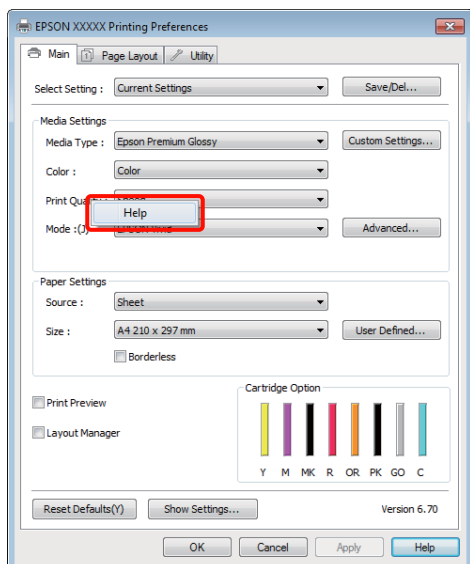 EPSON XXXXX Printing Preferences
Main Page Layout Utility
Select Setting : Current Settings Save/Del...
Media Settings
Media Type : Epson Premium Glossy Custom Settings...
Color : Color
Print Qu
Help
Mode :(J) Advanced...
Paper Settings
Source : Sheet
Size : A4 210 x 297 mm User Defined...
Borderless
Print Preview
Layout Manager
Cartridge Option
Y M MK R OR PK GO C
Reset Defaults(Y) Show Settings... Version 6.70
OK Cancel Apply Help